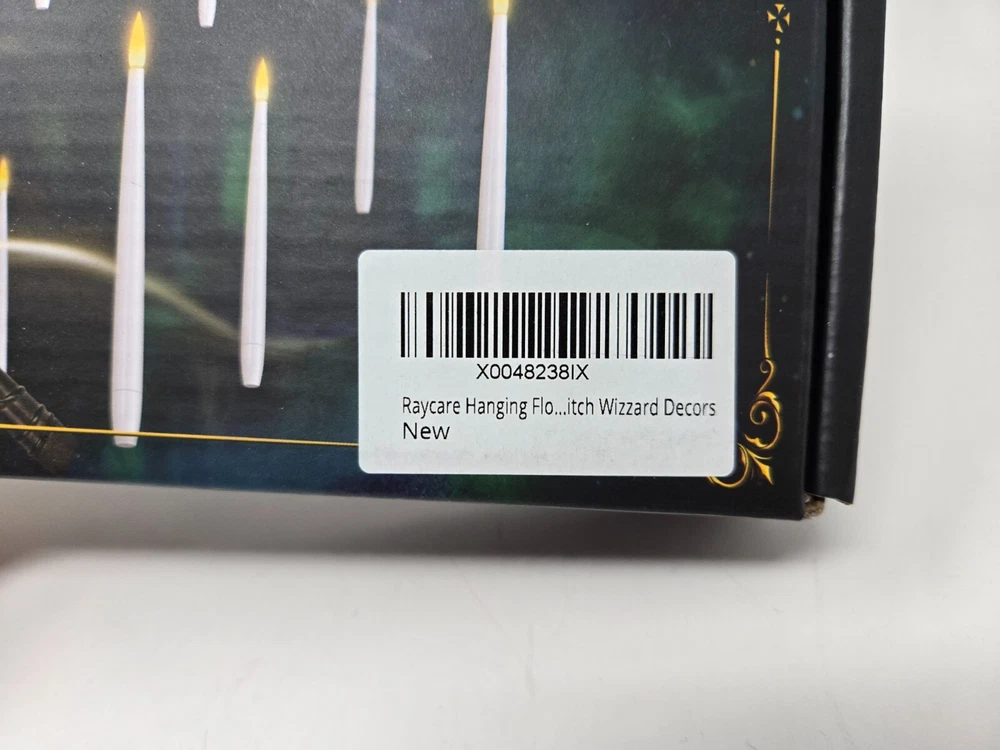 X0048238IX
Raycare Hanging Flo...itch Wizzard Decors
New